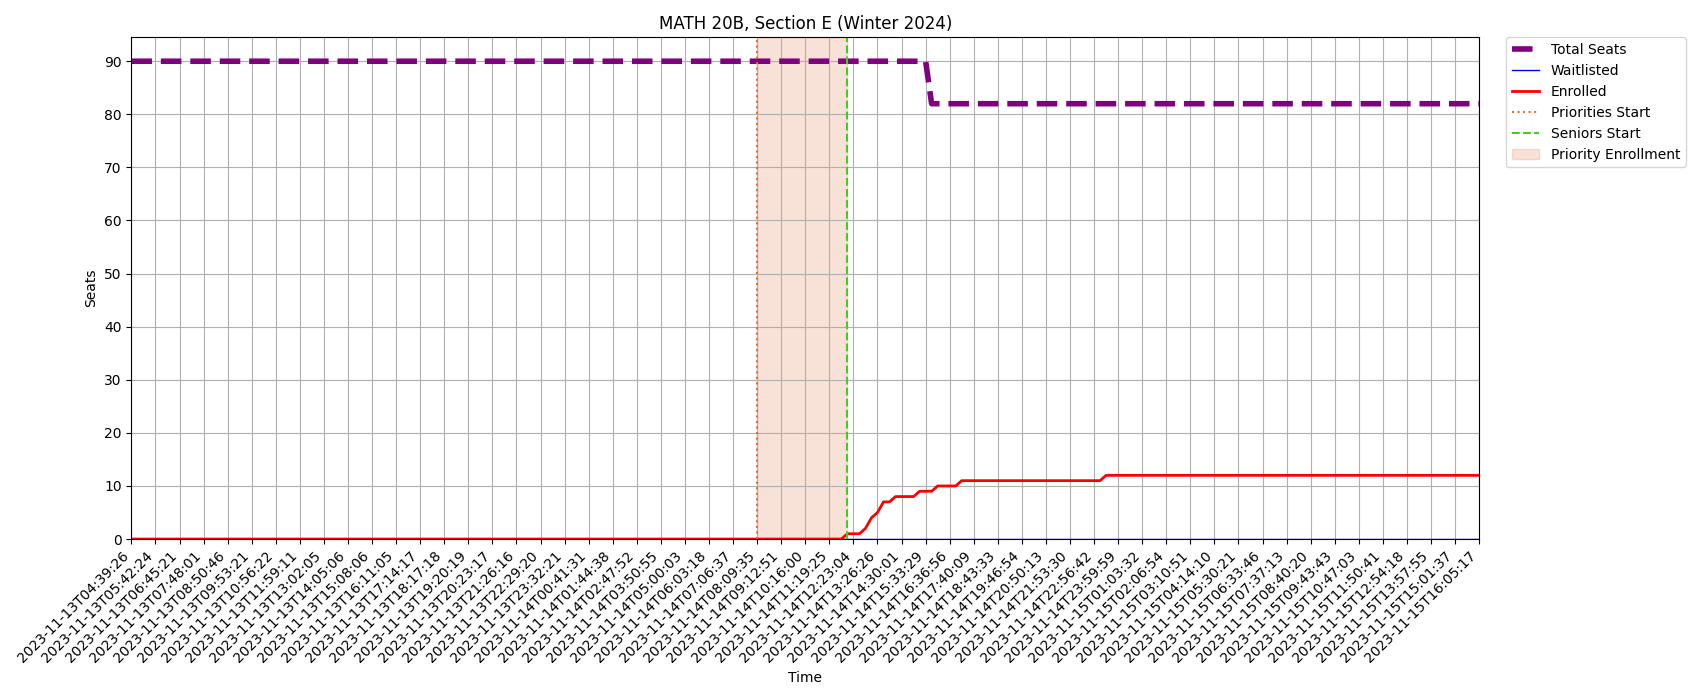 MATH 20B, Section E (Winter 2024)
Total Seats
Waitlisted
Enrolled
Priorities Start
Seniors Start
Priority Enrollment
Seats
90
80
70
60
50
40
30
20
10
0
2023-11-13T04:39:26
2023-11-13T05:42:24
2023-11-13T06:45:21
2023-11-13T07:48:01
2023-11-13T08:50:46
2023-11-13T09:53:21
2023-11-13T10:56:22
2023-11-13T11:59:11
2023-11-13T13:02:05
2023-11-13T14:05:06
2023-11-13T15:08:06
2023-11-13T16:11:05
2023-11-13T17:14:17
2023-11-13T18:17:18
2023-11-13T19:20:19
2023-11-13T20:23:17
2023-11-13T21:26:16
2023-11-13T22:29:20
2023-11-13T23:32:21
2023-11-14T00:41:31
2023-11-14T01:44:38
2023-11-14T02:47:52
2023-11-14T03:50:55
2023-11-14T05:00:03
2023-11-14T06:03:18
2023-11-14T07:06:37
2023-11-14T08:09:35
2023-11-14T09:12:51
2023-11-14T10:16:00
2023-11-14T11:19:25
2023-11-14T12:23:04
2023-11-14T13:26:26
2023-11-14T14:30:01
2023-11-14T15:33:29
2023-11-14T16:36:56
2023-11-14T17:40:09
2023-11-14T18:43:33
2023-11-14T19:46:54
2023-11-14T20:50:13
2023-11-14T21:53:30
2023-11-14T22:56:42
2023-11-14T23:59:59
2023-11-15T01:03:32
2023-11-15T02:06:54
2023-11-15T03:10:51
2023-11-15T04:14:10
2023-11-15T05:30:21
2023-11-15T06:33:46
2023-11-15T07:37:13
2023-11-15T08:40:20
2023-11-15T09:43:43
2023-11-15T10:47:03
2023-11-15T11:50:41
2023-11-15T12:54:18
2023-11-15T13:57:55
2023-11-15T15:01:37
2023-11-15T16:05:17
Time